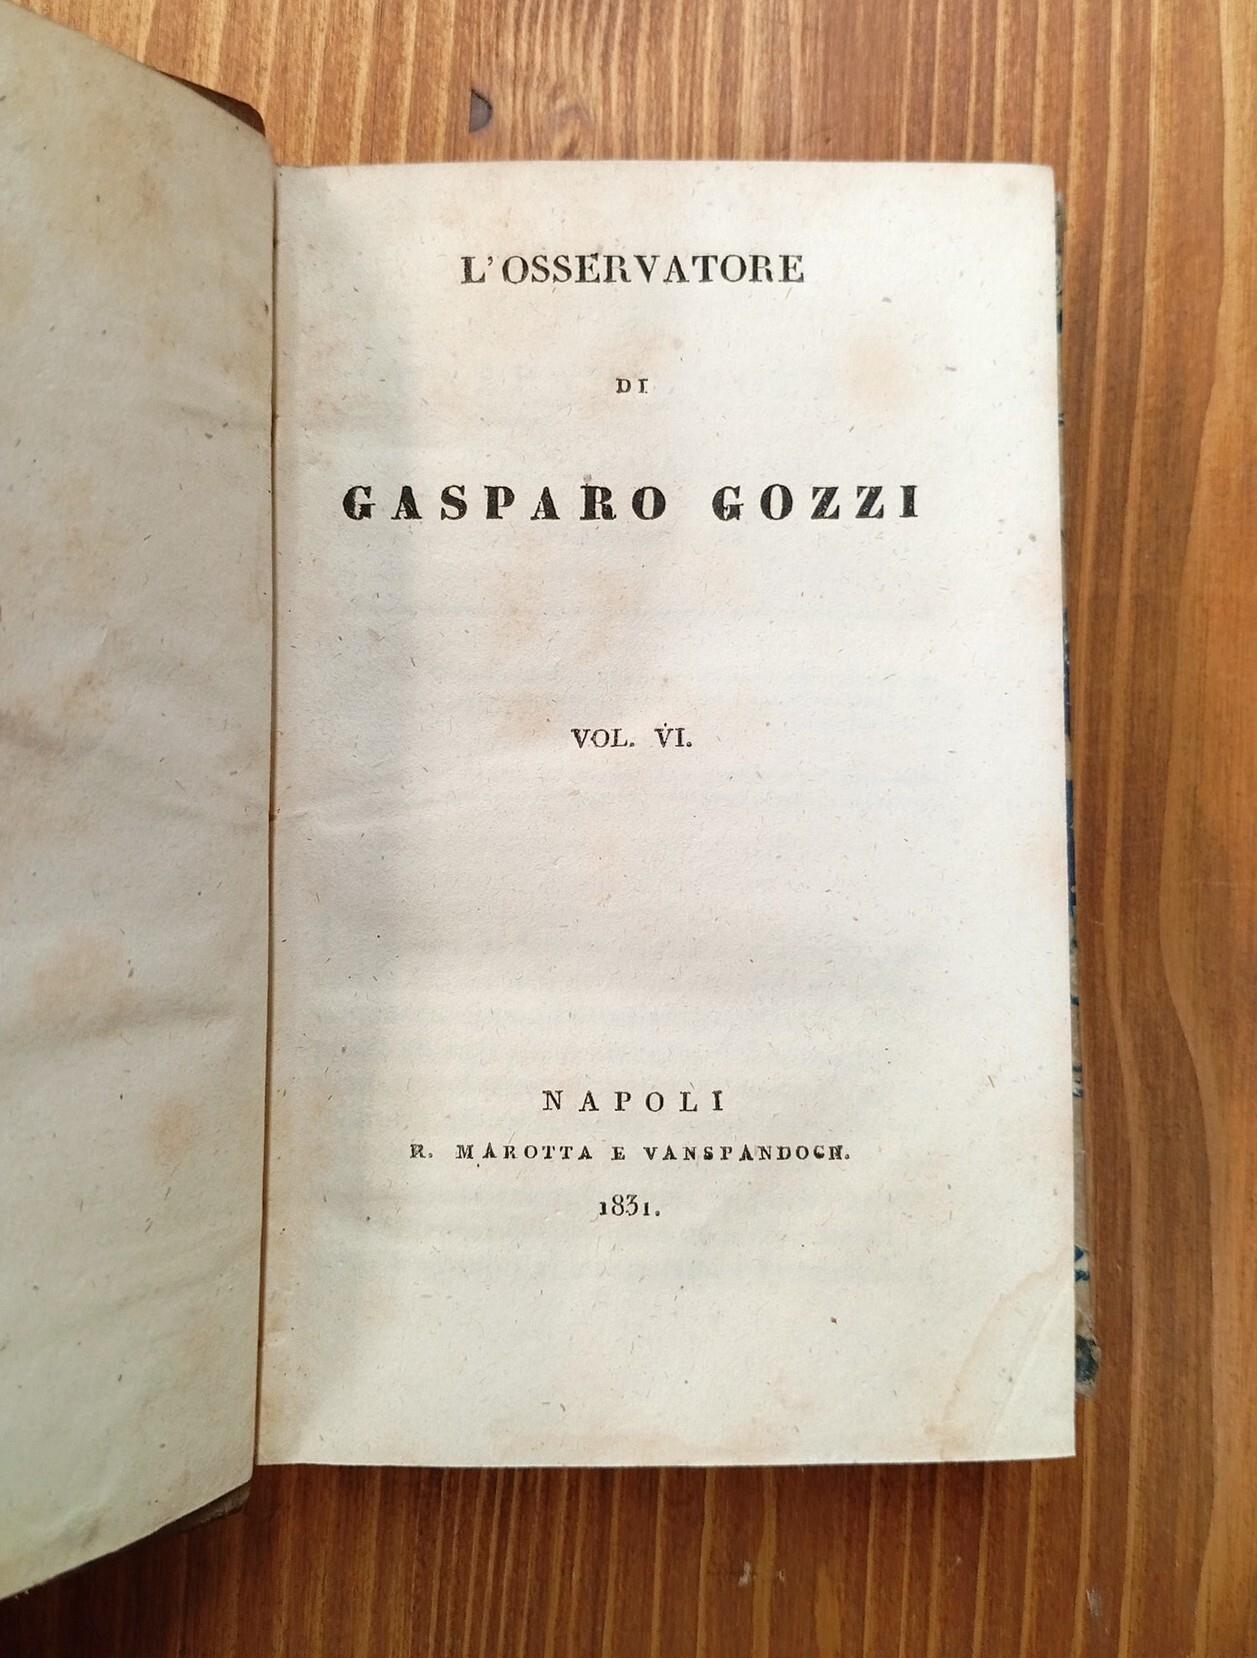 L'OSSERVATORE
DI
GASPARO GOZZI
VOL. VI.
NAPOLI
R. MAROTTA E VANSPANDOCH.
1831.